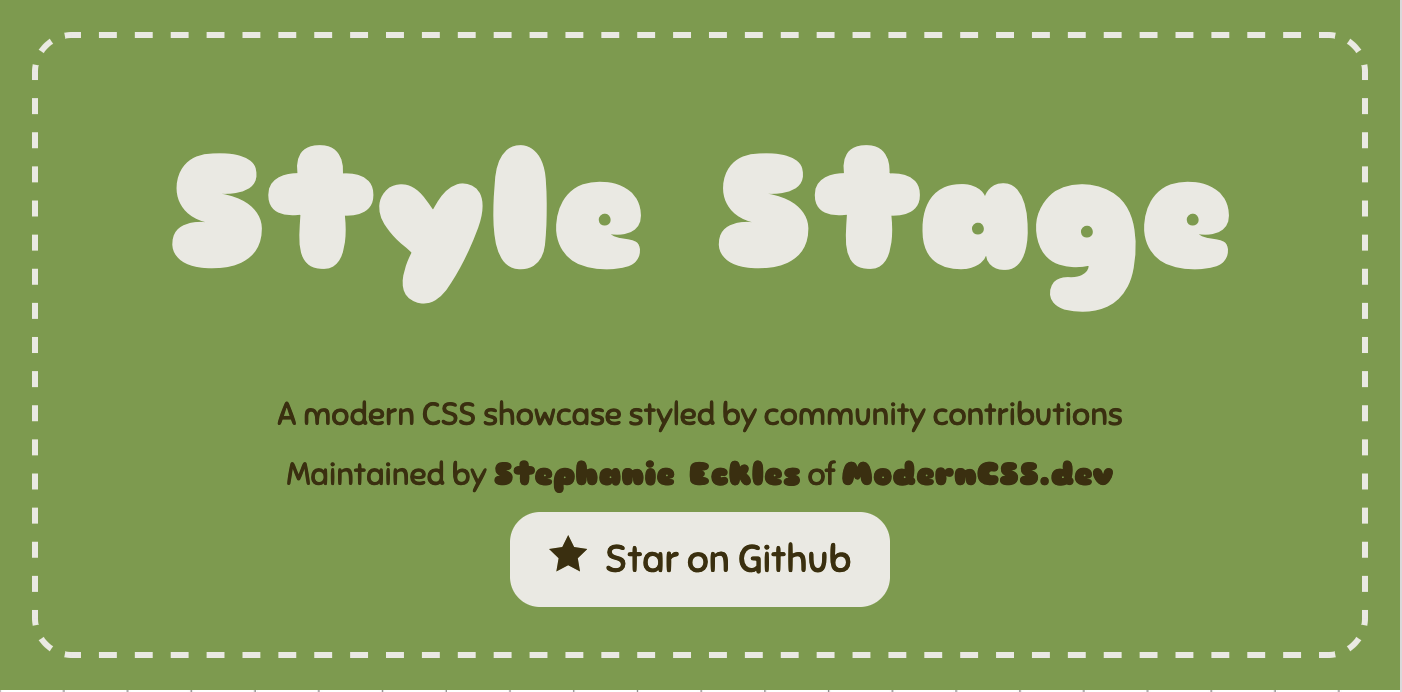 Style Stage
A modern CSS showcase styled by community contributions
Maintained by Stephanie Eckles of ModernCSS.dev
Star on Github